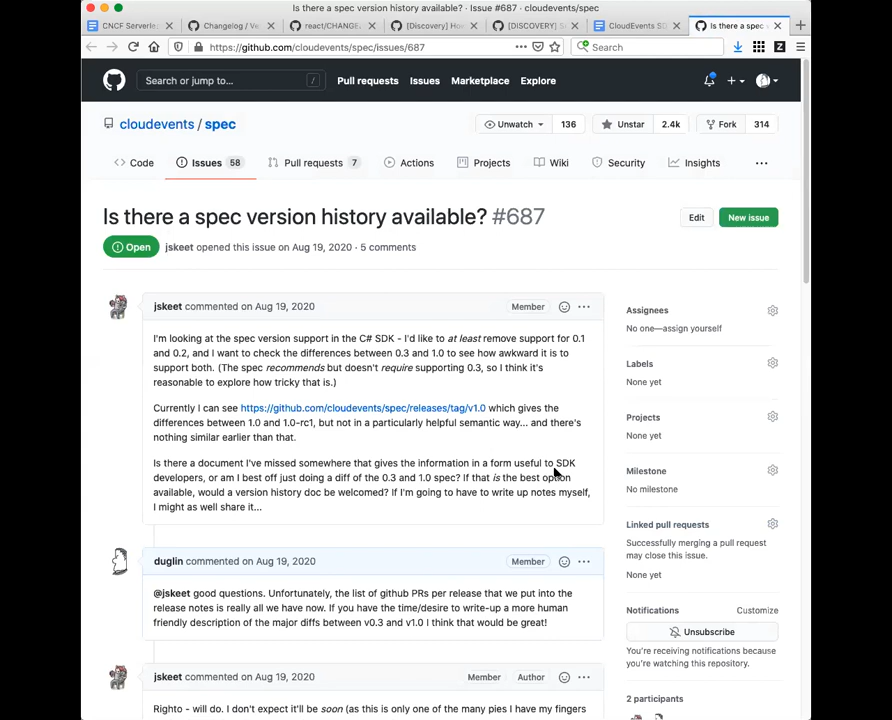 Is there a spec version history available? · Issue #687 · cloudevents/spec
CNCF Serverle
Changelog / Ve
react/CHANGE
[Discovery] Ho
[DISCOVERY] S
CloudEvents SD
Is there a spec
https://github.com/cloudevents/spec/issues/687
Search
Search or jump to...
/
Pull requests
Issues
Marketplace
Explore
cloudevents / spec
Unwatch
136
Unstar
2.4k
Fork
314
Code
Issues 58
Pull requests 7
Actions
Projects
Wiki
Security
Insights
Is there a spec version history available? #687
Edit
New issue
Open
jskeet opened this issue on Aug 19, 2020 · 5 comments
jskeet commented on Aug 19, 2020
Member
I'm looking at the spec version support in the C# SDK - I'd like to at least remove support for 0.1
and 0.2, and I want to check the differences between 0.3 and 1.0 to see how awkward it is to
support both. (The spec recommends but doesn't require supporting 0.3, so I think it's
reasonable to explore how tricky that is.)
Currently I can see https://github.com/cloudevents/spec/releases/tag/v1.0 which gives the
differences between 1.0 and 1.0-rc1, but not in a particularly helpful semantic way... and there's
nothing similar earlier than that.
Is there a document I've missed somewhere that gives the information in a form useful to SDK
developers, or am I best off just doing a diff of the 0.3 and 1.0 spec? If that is the best option
available, would a version history doc be welcomed? If I'm going to have to write up notes myself,
I might as well share it...
duglin commented on Aug 19, 2020
Member
@jskeet good questions. Unfortunately, the list of github PRs per release that we put into the
release notes is really all we have now. If you have the time/desire to write-up a more human
friendly description of the major diffs between v0.3 and v1.0 I think that would be great!
jskeet commented on Aug 19, 2020
Member
Author
Righto - will do. I don't expect it'll be soon (as this is only one of the many pies I have my fingers
Assignees
No one—assign yourself
Labels
None yet
Projects
None yet
Milestone
No milestone
Linked pull requests
Successfully merging a pull request
may close this issue.
None yet
Notifications
Customize
Unsubscribe
You're receiving notifications because
you're watching this repository.
2 participants